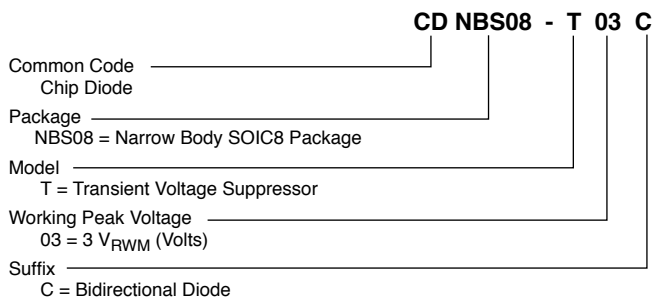 CD NBS08 - T 03 C
Common Code
Chip Diode
Package
NBS08 = Narrow Body SOIC8 Package
Model
T = Transient Voltage Suppressor
Working Peak Voltage
03 = 3 VRWM (Volts)
Suffix
C = Bidirectional Diode